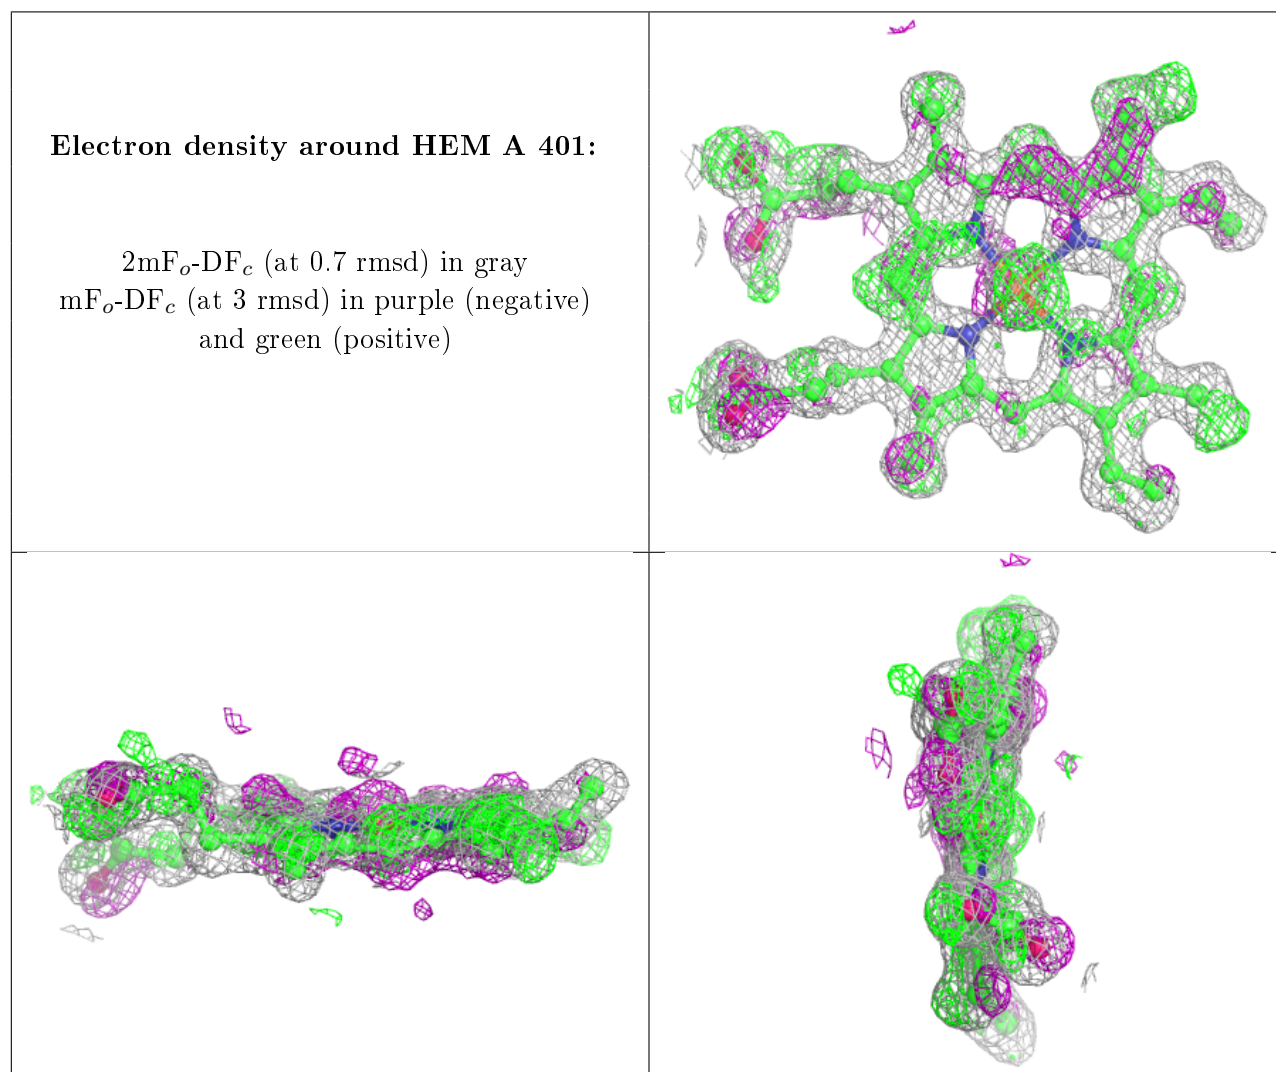 Electron density around HEM A 401:
2mFo-DFc (at 0.7 rmsd) in gray
mFo-DFc (at 3 rmsd) in purple (negative)
and green (positive)